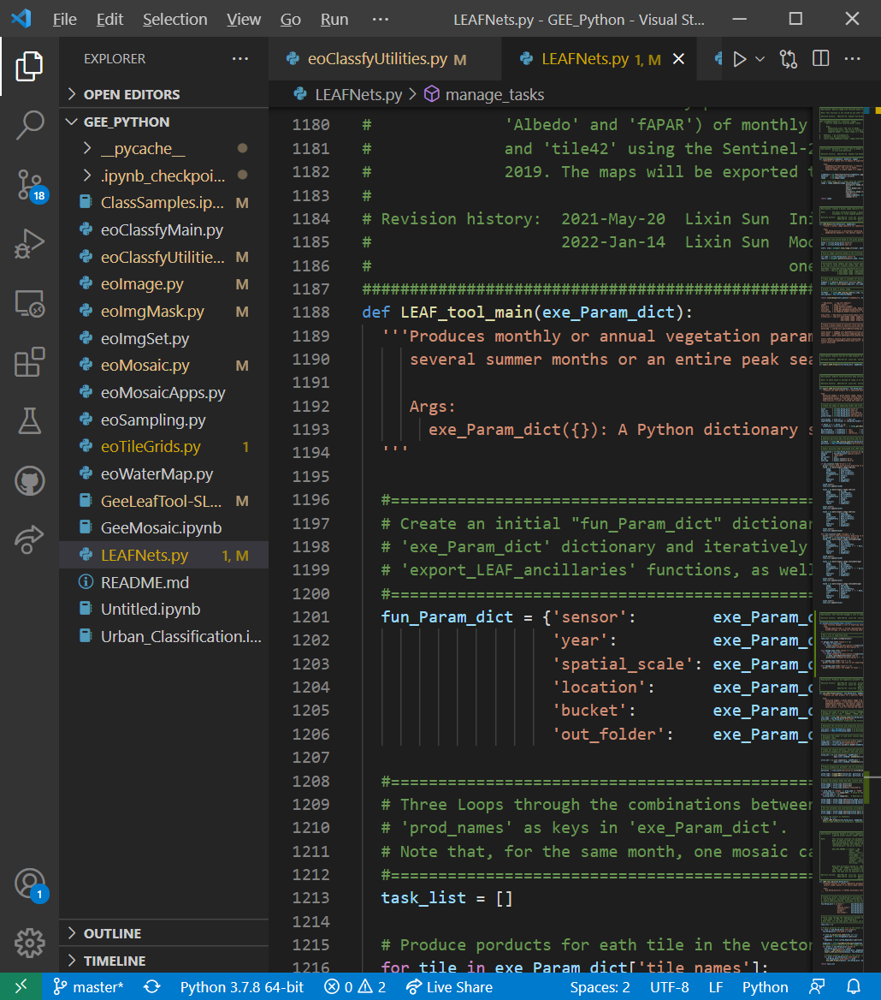 File Edit Selection View Go Run ··· LEAFNets.py - GEE_Python - Visual St...
EXPLORER ···
OPEN EDITORS
GEE_PYTHON
__pycache__
.ipynb_checkpoi...
ClassSamples.ip... M
eoClassfyMain.py
eoClassfyUtilitie... M
eoImage.py M
eoImgMask.py M
eoImgSet.py
eoMosaic.py M
eoMosaicApps.py
eoSampling.py
eoTileGrids.py 1
eoWaterMap.py
GeeLeafTool-SL... M
GeeMosaic.ipynb
LEAFNets.py 1, M
README.md
Untitled.ipynb
Urban_Classification.i...
OUTLINE
TIMELINE
18
1
eoClassfyUtilities.py M LEAFNets.py 1, M
LEAFNets.py > manage_tasks
1180 # 'Albedo' and 'fAPAR') of monthly
1181 # and 'tile42' using the Sentinel-2
1182 # 2019. The maps will be exported t
1183 #
1184 # Revision history: 2021-May-20 Lixin Sun Ini
1185 # 2022-Jan-14 Lixin Sun Mod
1186 # one
1187 ###############################################
1188 def LEAF_tool_main(exe_Param_dict):
1189 '''Produces monthly or annual vegetation param
1190 several summer months or an entire peak sea
1191
1192 Args:
1193 exe_Param_dict({}): A Python dictionary s
1194 '''
1195
1196 #=============================================
1197 # Create an initial "fun_Param_dict" dictionar
1198 # 'exe_Param_dict' dictionary and iteratively
1199 # 'export_LEAF_ancillaries' functions, as well
1200 #=============================================
1201 fun_Param_dict = {'sensor': exe_Param_d
1202 'year': exe_Param_d
1203 'spatial_scale': exe_Param_d
1204 'location': exe_Param_d
1205 'bucket': exe_Param_d
1206 'out_folder': exe_Param_d
1207
1208 #=============================================
1209 # Three Loops through the combinations between
1210 # 'prod_names' as keys in 'exe_Param_dict'.
1211 # Note that, for the same month, one mosaic ca
1212 #=============================================
1213 task_list = []
1214
1215 # Produce porducts for eath tile in the vector
1216 for tile in exe_Param_dict['tile_names']:
master* Python 3.7.8 64-bit 0 2 Live Share Spaces: 2 UTF-8 LF Python